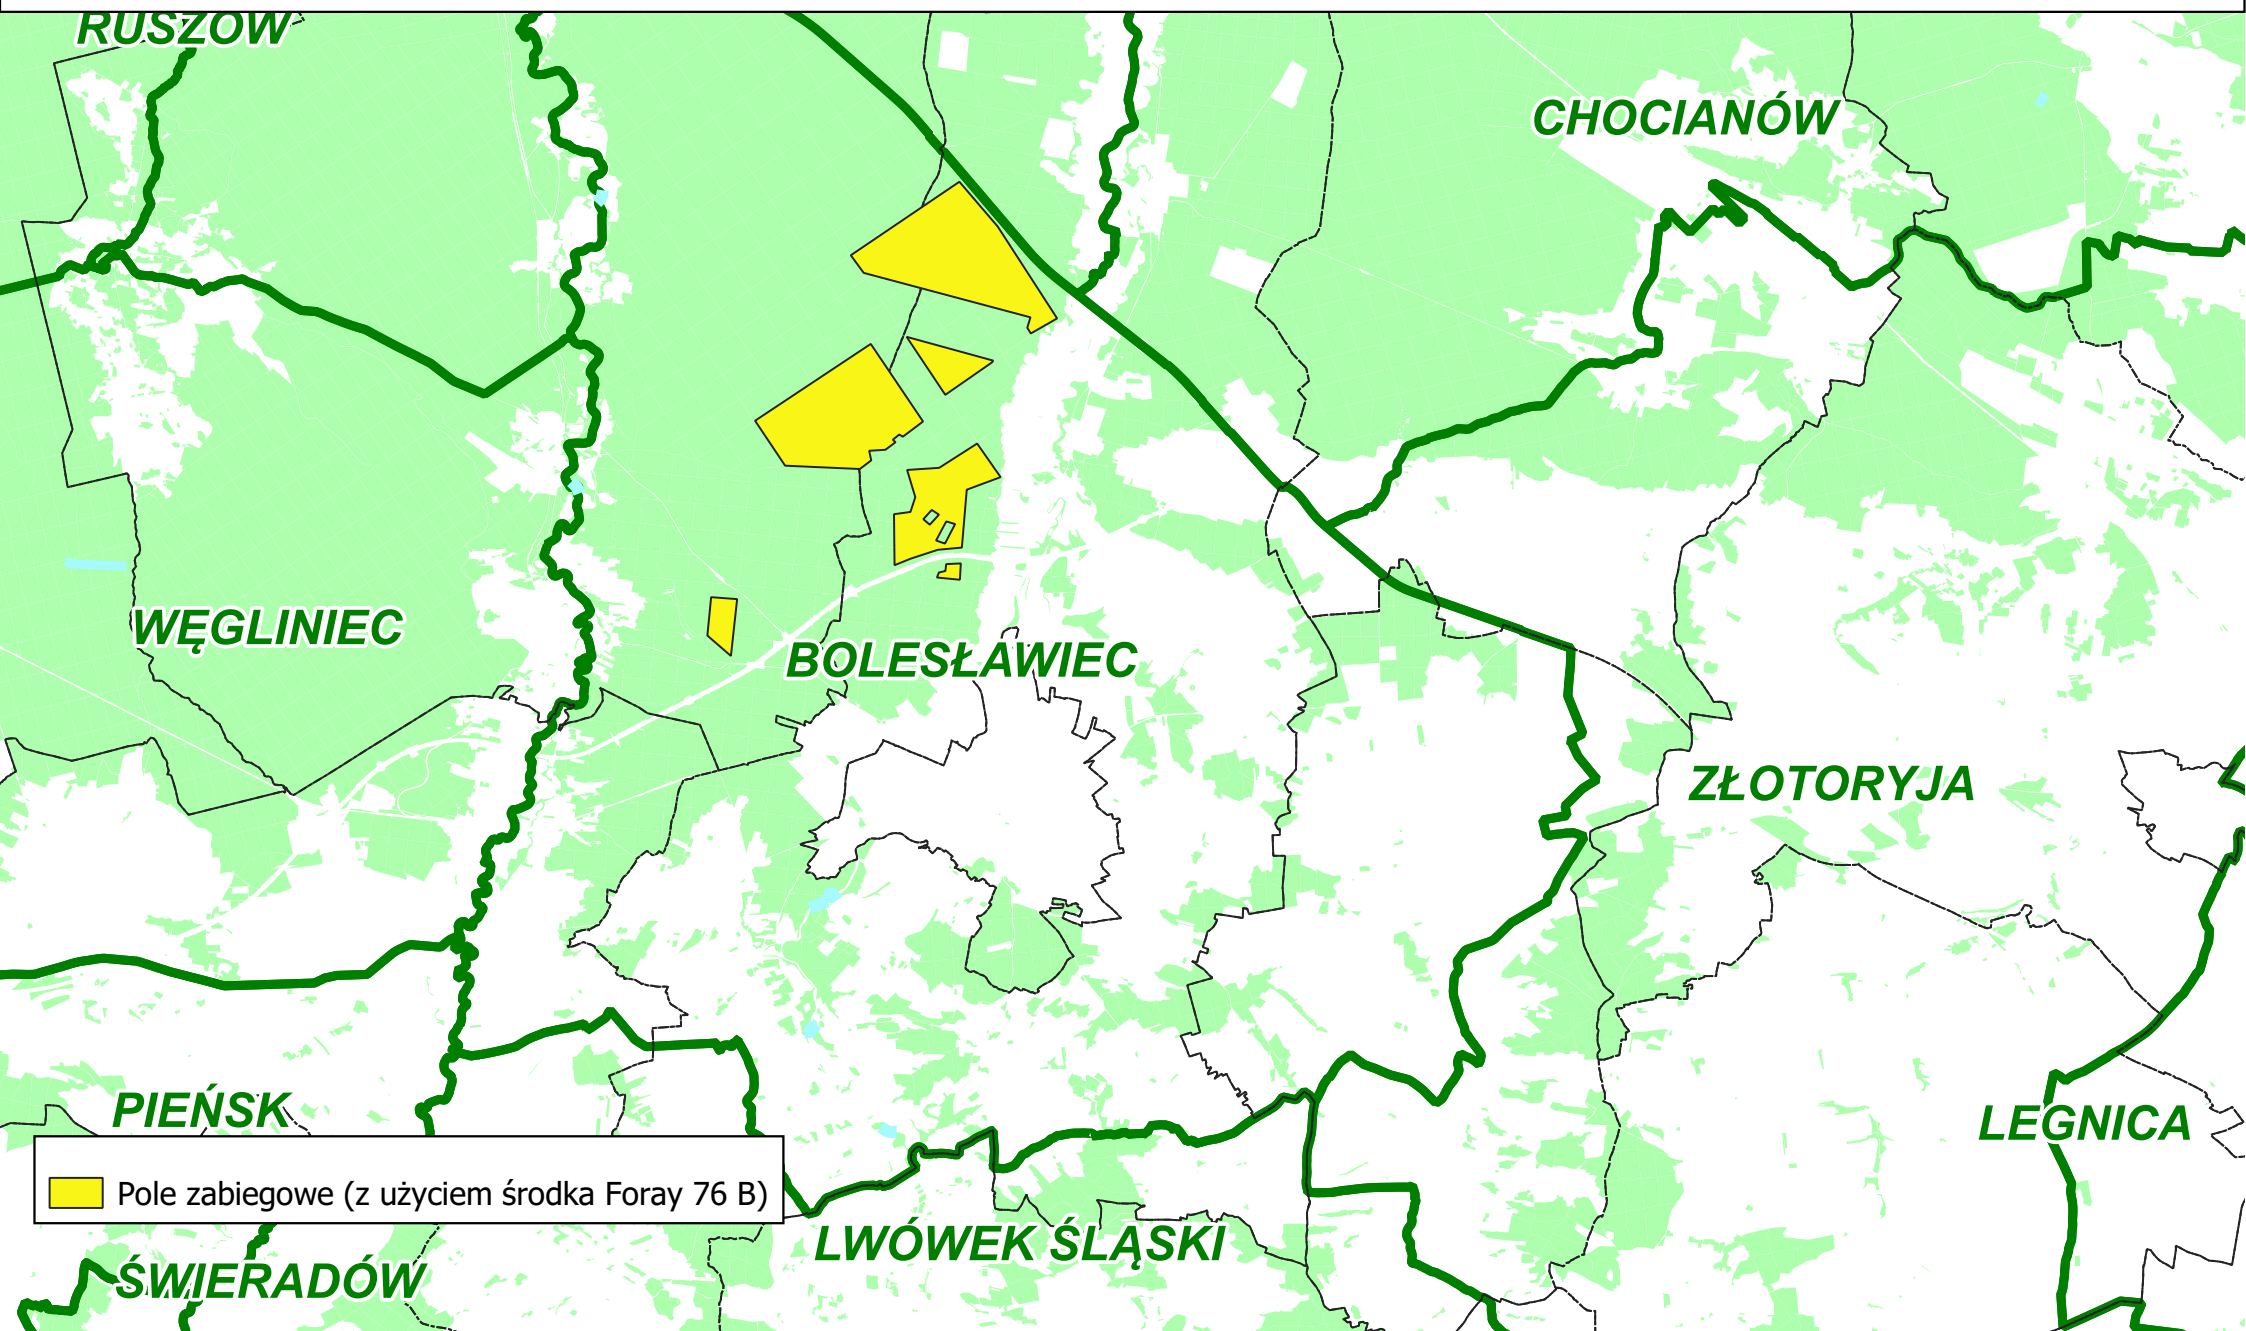 RUSZÓW
CHOCIANÓW
WĘGLINIEC
BOLESŁAWIEC
ZŁOTORYJA
PIEŃSK
LEGNICA
Pole zabiegowe (z użyciem środka Foray 76 B)
LWÓWEK ŚLĄSKI
ŚWIERADÓW